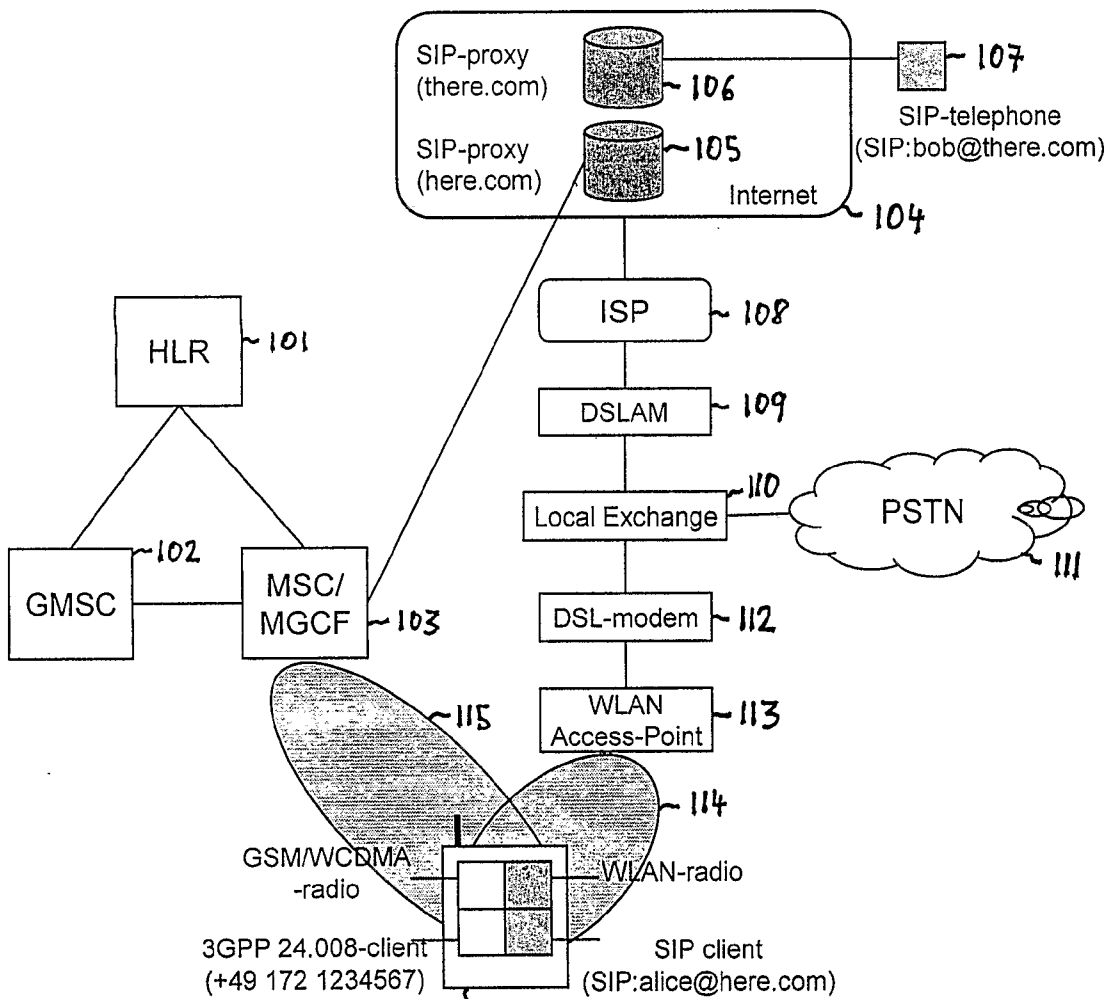 SIP-proxy
(there.com)
106
107
SIP-telephone
(SIP:bob@there.com)
SIP-proxy
(here.com)
105
Internet
104
ISP
108
HLR
101
DSLAM
109
110
Local Exchange
PSTN
111
GMSC
102
MSC/
MGCF
103
DSL-modem
112
WLAN
Access-Point
113
115
114
GSM/WCDMA
-radio
WLAN-radio
3GPP 24.008-client
(+49 172 1234567)
SIP client
(SIP:alice@here.com)